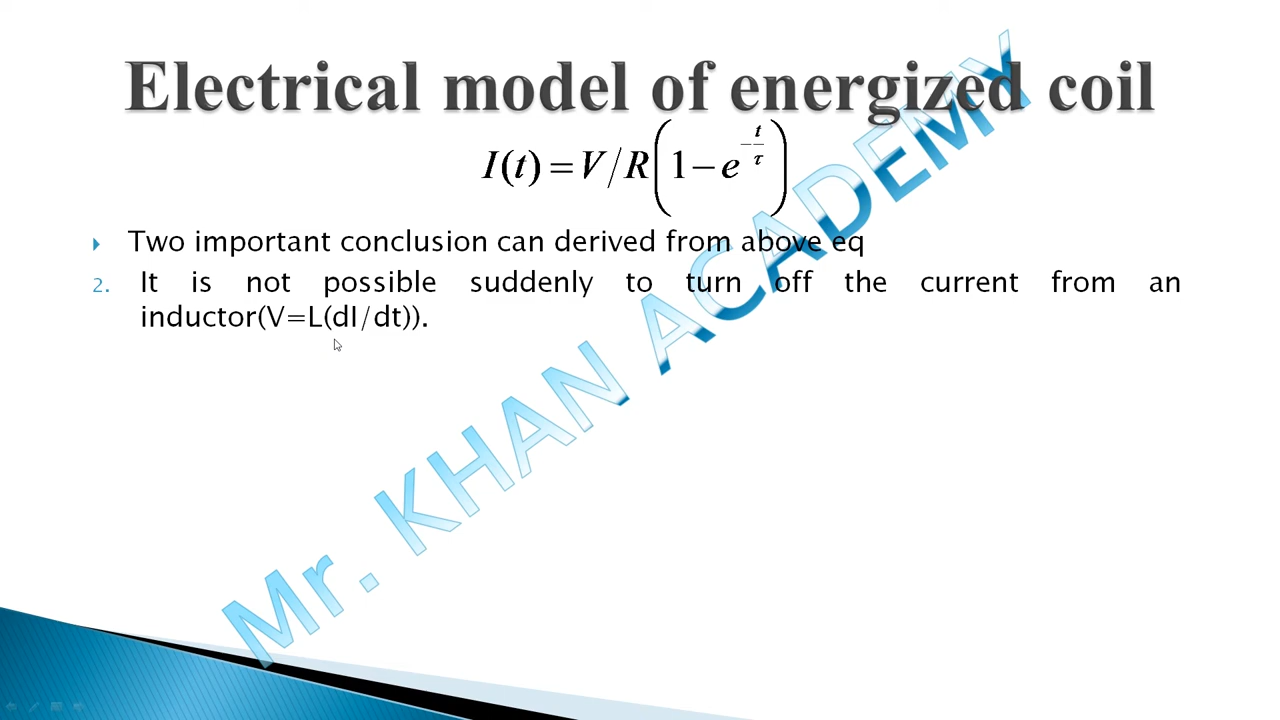 Electrical model of energized coil
I(t) = V/R(1 − e^{−t/τ})
Two important conclusion can derived from above eq
2. It is not possible suddenly to turn off the current from an
inductor(V=L(dI/dt)).
Mr. KHAN ACADEMY